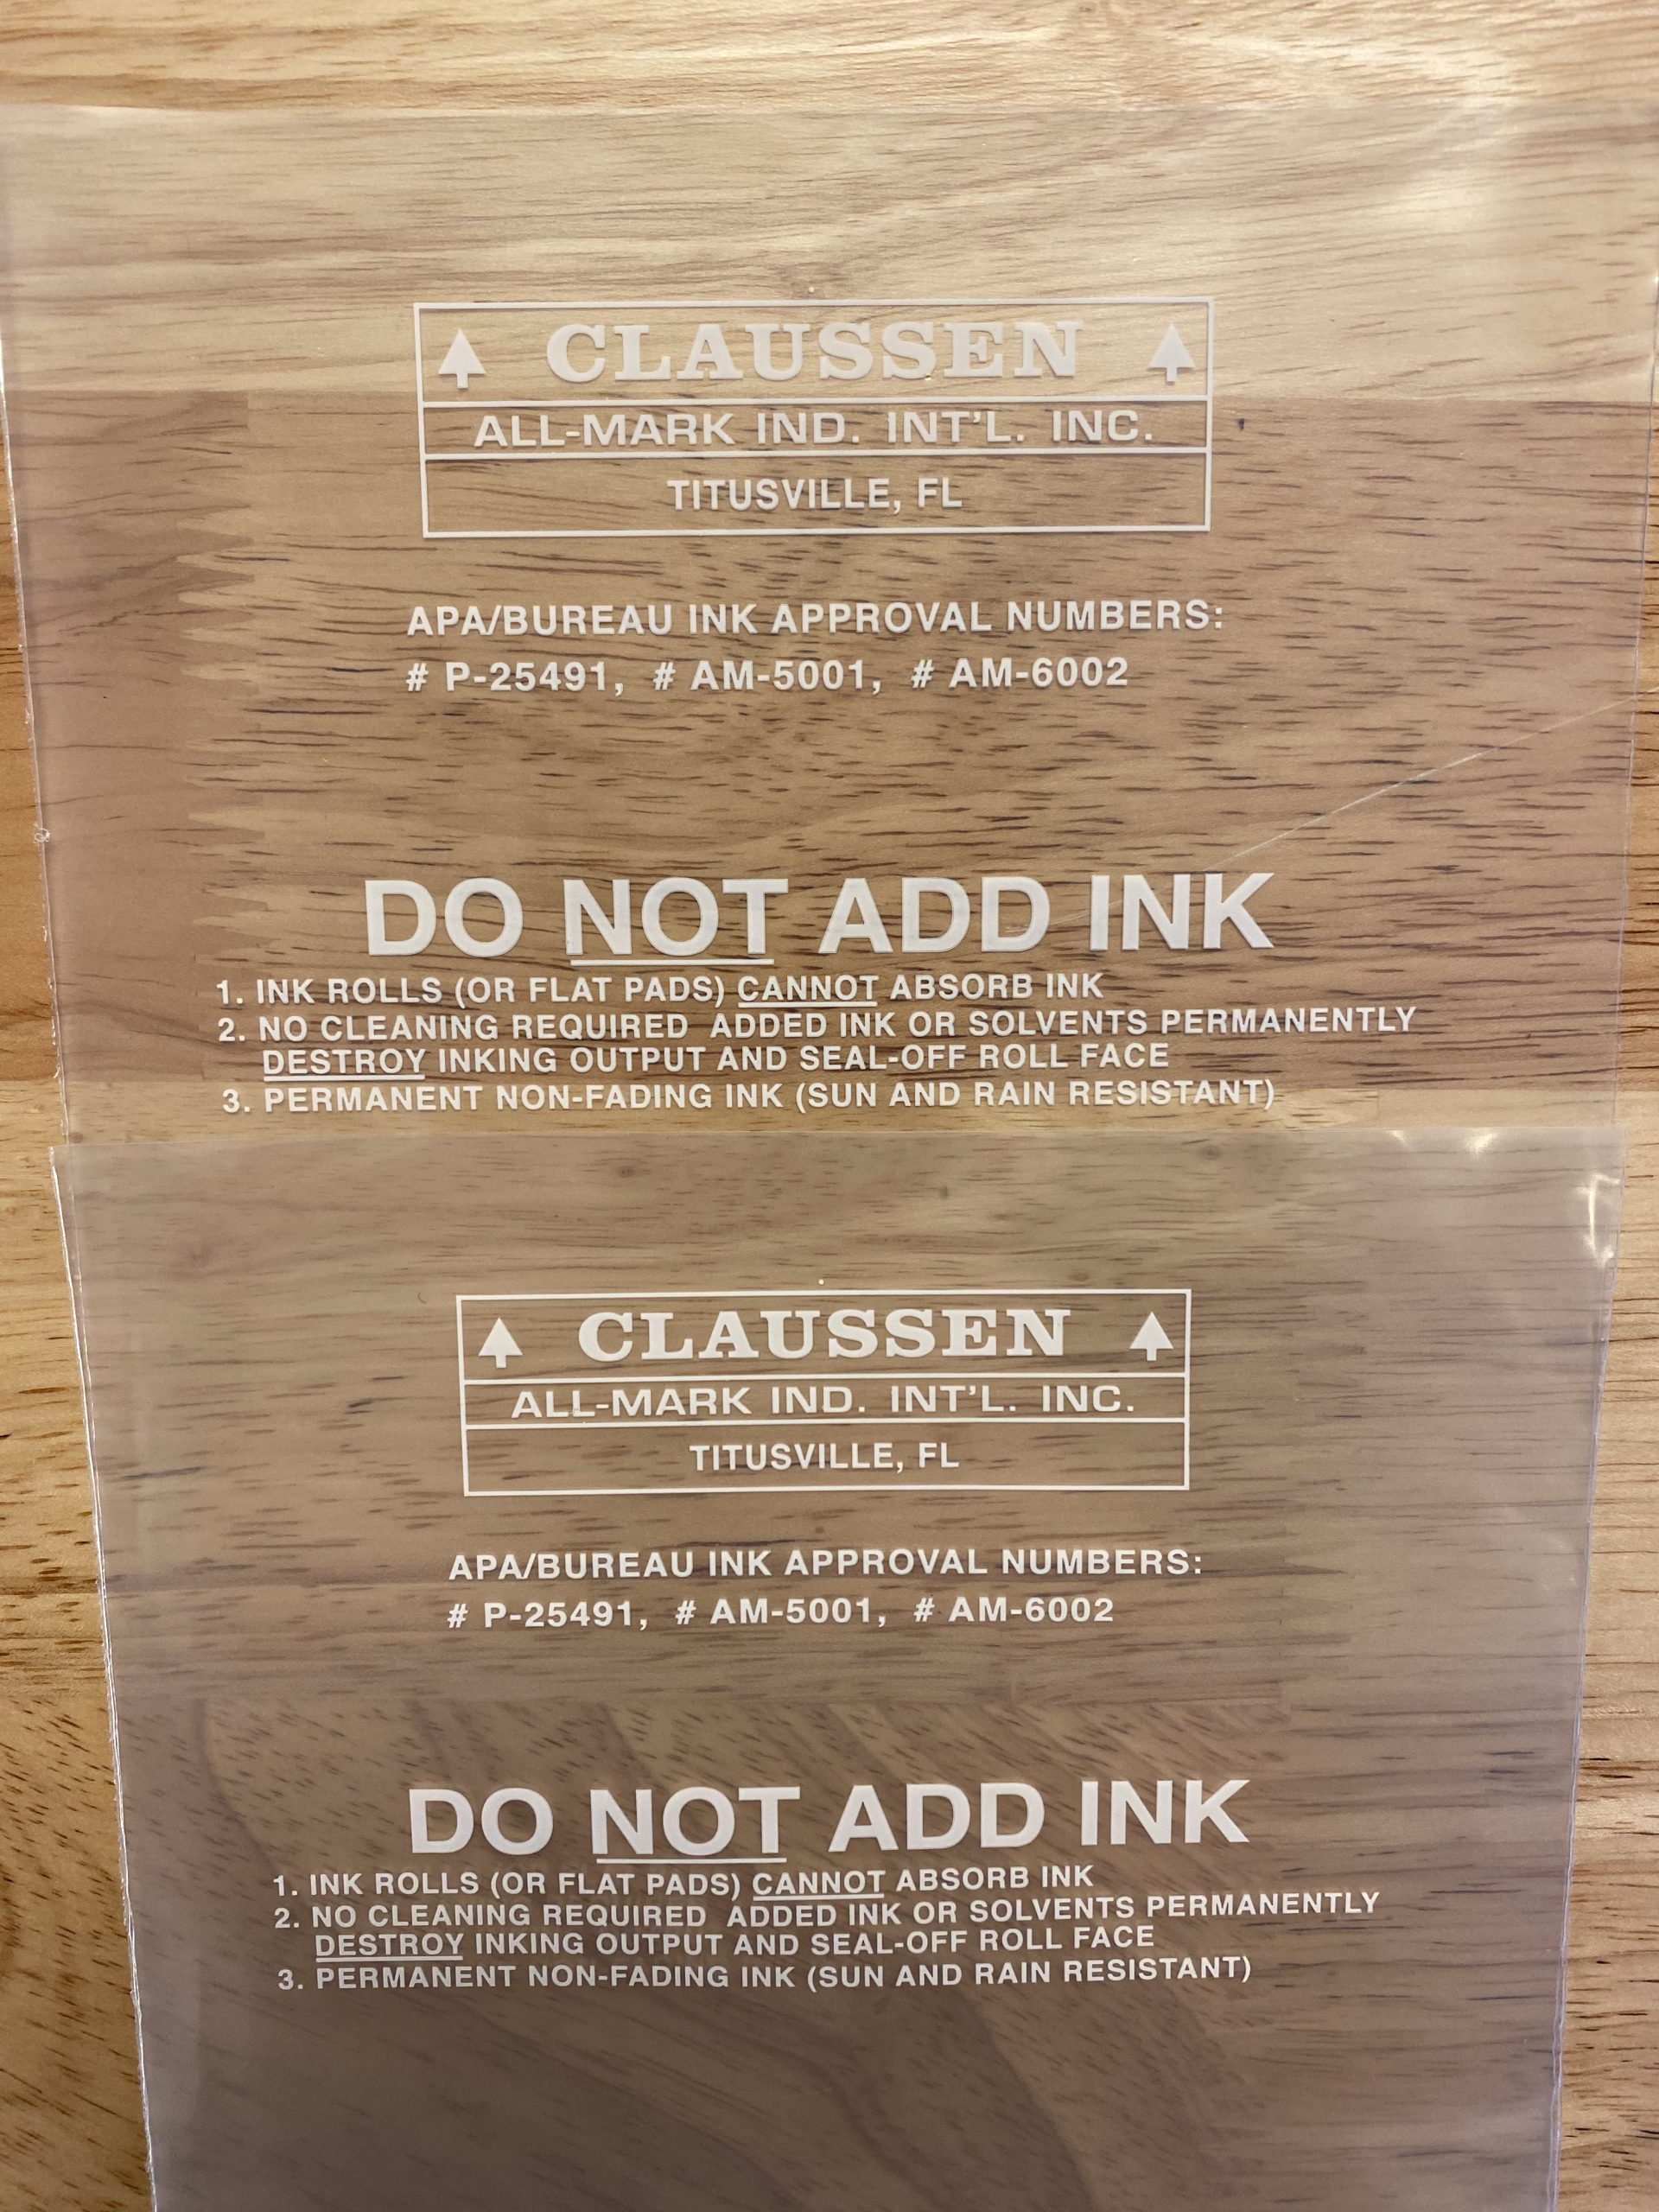 CLAUSSEN
ALL-MARK IND. INT'L. INC.
TITUSVILLE, FL
APA/BUREAU INK APPROVAL NUMBERS:
# P-25491, # AM-5001, # AM-6002
DO NOT ADD INK
1. INK ROLLS (OR FLAT PADS) CANNOT ABSORB INK
2. NO CLEANING REQUIRED ADDED INK OR SOLVENTS PERMANENTLY
DESTROY INKING OUTPUT AND SEAL-OFF ROLL FACE
3. PERMANENT NON-FADING INK (SUN AND RAIN RESISTANT)
CLAUSSEN
ALL-MARK IND. INT'L. INC.
TITUSVILLE, FL
APA/BUREAU INK APPROVAL NUMBERS:
# P-25491, # AM-5001, # AM-6002
DO NOT ADD INK
1. INK ROLLS (OR FLAT PADS) CANNOT ABSORB INK
2. NO CLEANING REQUIRED ADDED INK OR SOLVENTS PERMANENTLY
DESTROY INKING OUTPUT AND SEAL-OFF ROLL FACE
3. PERMANENT NON-FADING INK (SUN AND RAIN RESISTANT)